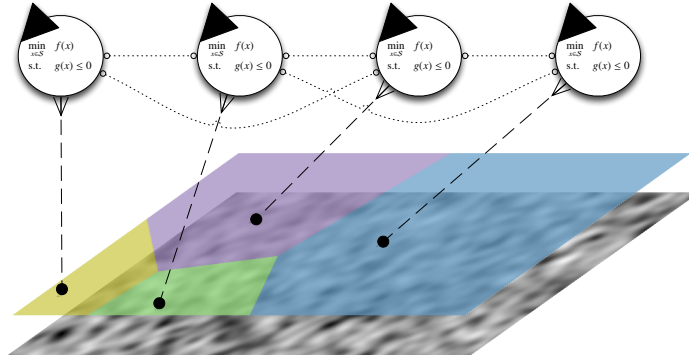 min f(x) min f(x) min f(x) min f(x)
x∈S x∈S x∈S x∈S
s.t. g(x) ≤ 0 s.t. g(x) ≤ 0 s.t. g(x) ≤ 0 s.t. g(x) ≤ 0